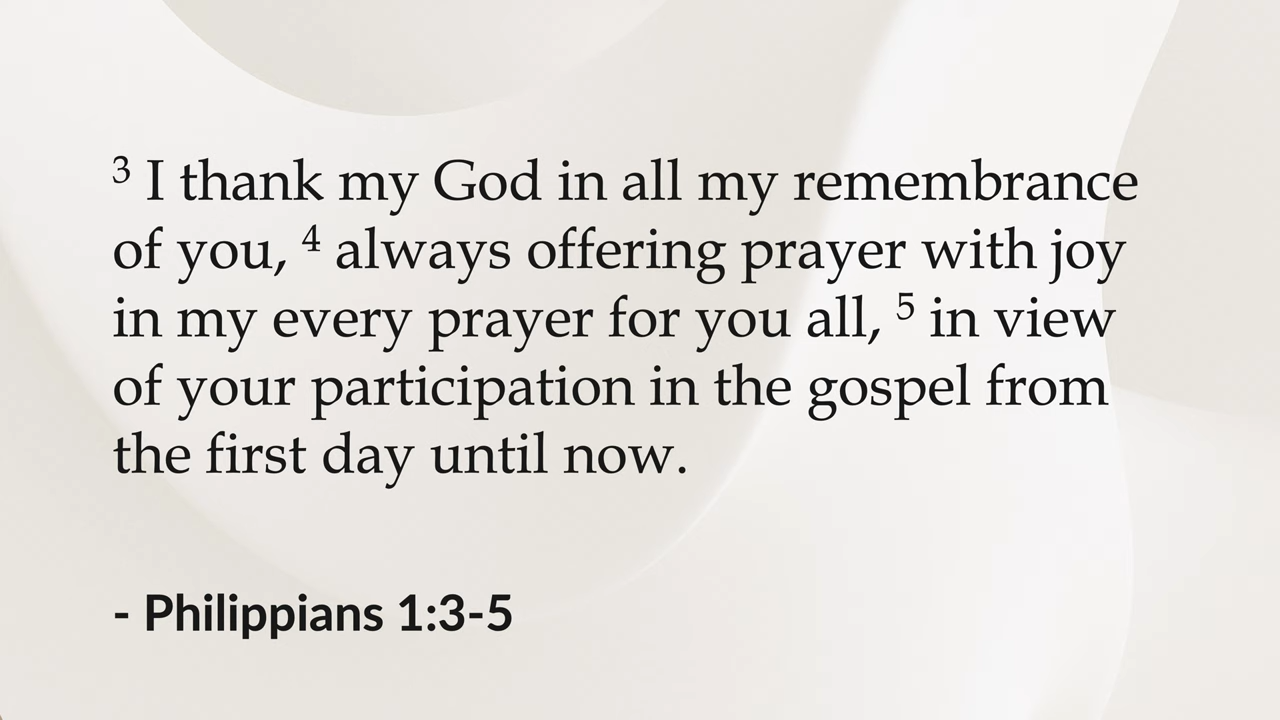 ³ I thank my God in all my remembrance
of you, ⁴ always offering prayer with joy
in my every prayer for you all, ⁵ in view
of your participation in the gospel from
the first day until now.
- Philippians 1:3-5